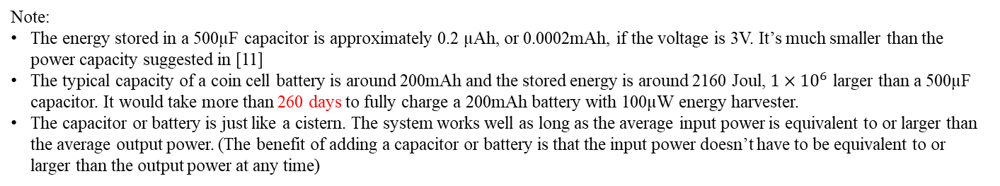 Note:
• The energy stored in a 500μF capacitor is approximately 0.2 μAh, or 0.0002mAh, if the voltage is 3V. It's much smaller than the
power capacity suggested in [11]
• The typical capacity of a coin cell battery is around 200mAh and the stored energy is around 2160 Joul, 1 × 10⁶ larger than a 500μF
capacitor. It would take more than 260 days to fully charge a 200mAh battery with 100μW energy harvester.
• The capacitor or battery is just like a cistern. The system works well as long as the average input power is equivalent to or larger than
the average output power. (The benefit of adding a capacitor or battery is that the input power doesn't have to be equivalent to or
larger than the output power at any time)